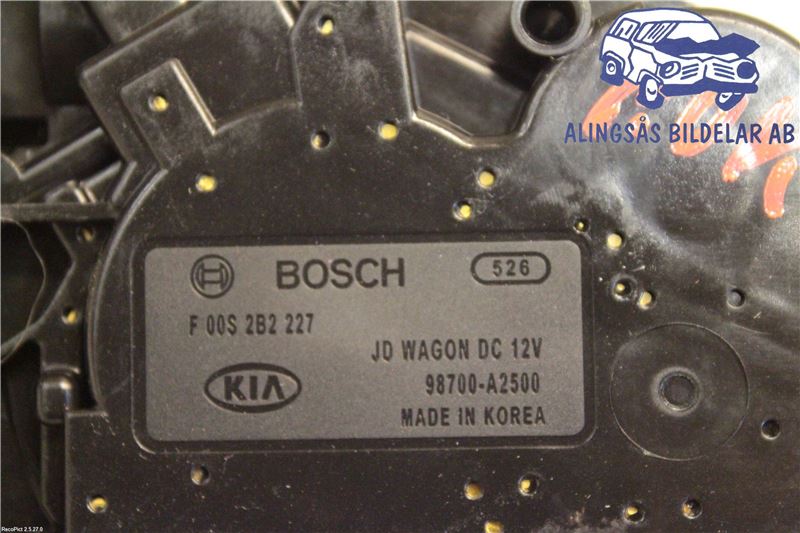 ALINGSÅS BILDELAR AB
BOSCH 526
F 00S 2B2 227
JD WAGON DC 12V
KIA 98700-A2500
MADE IN KOREA
RecoPict 2.5.27.0